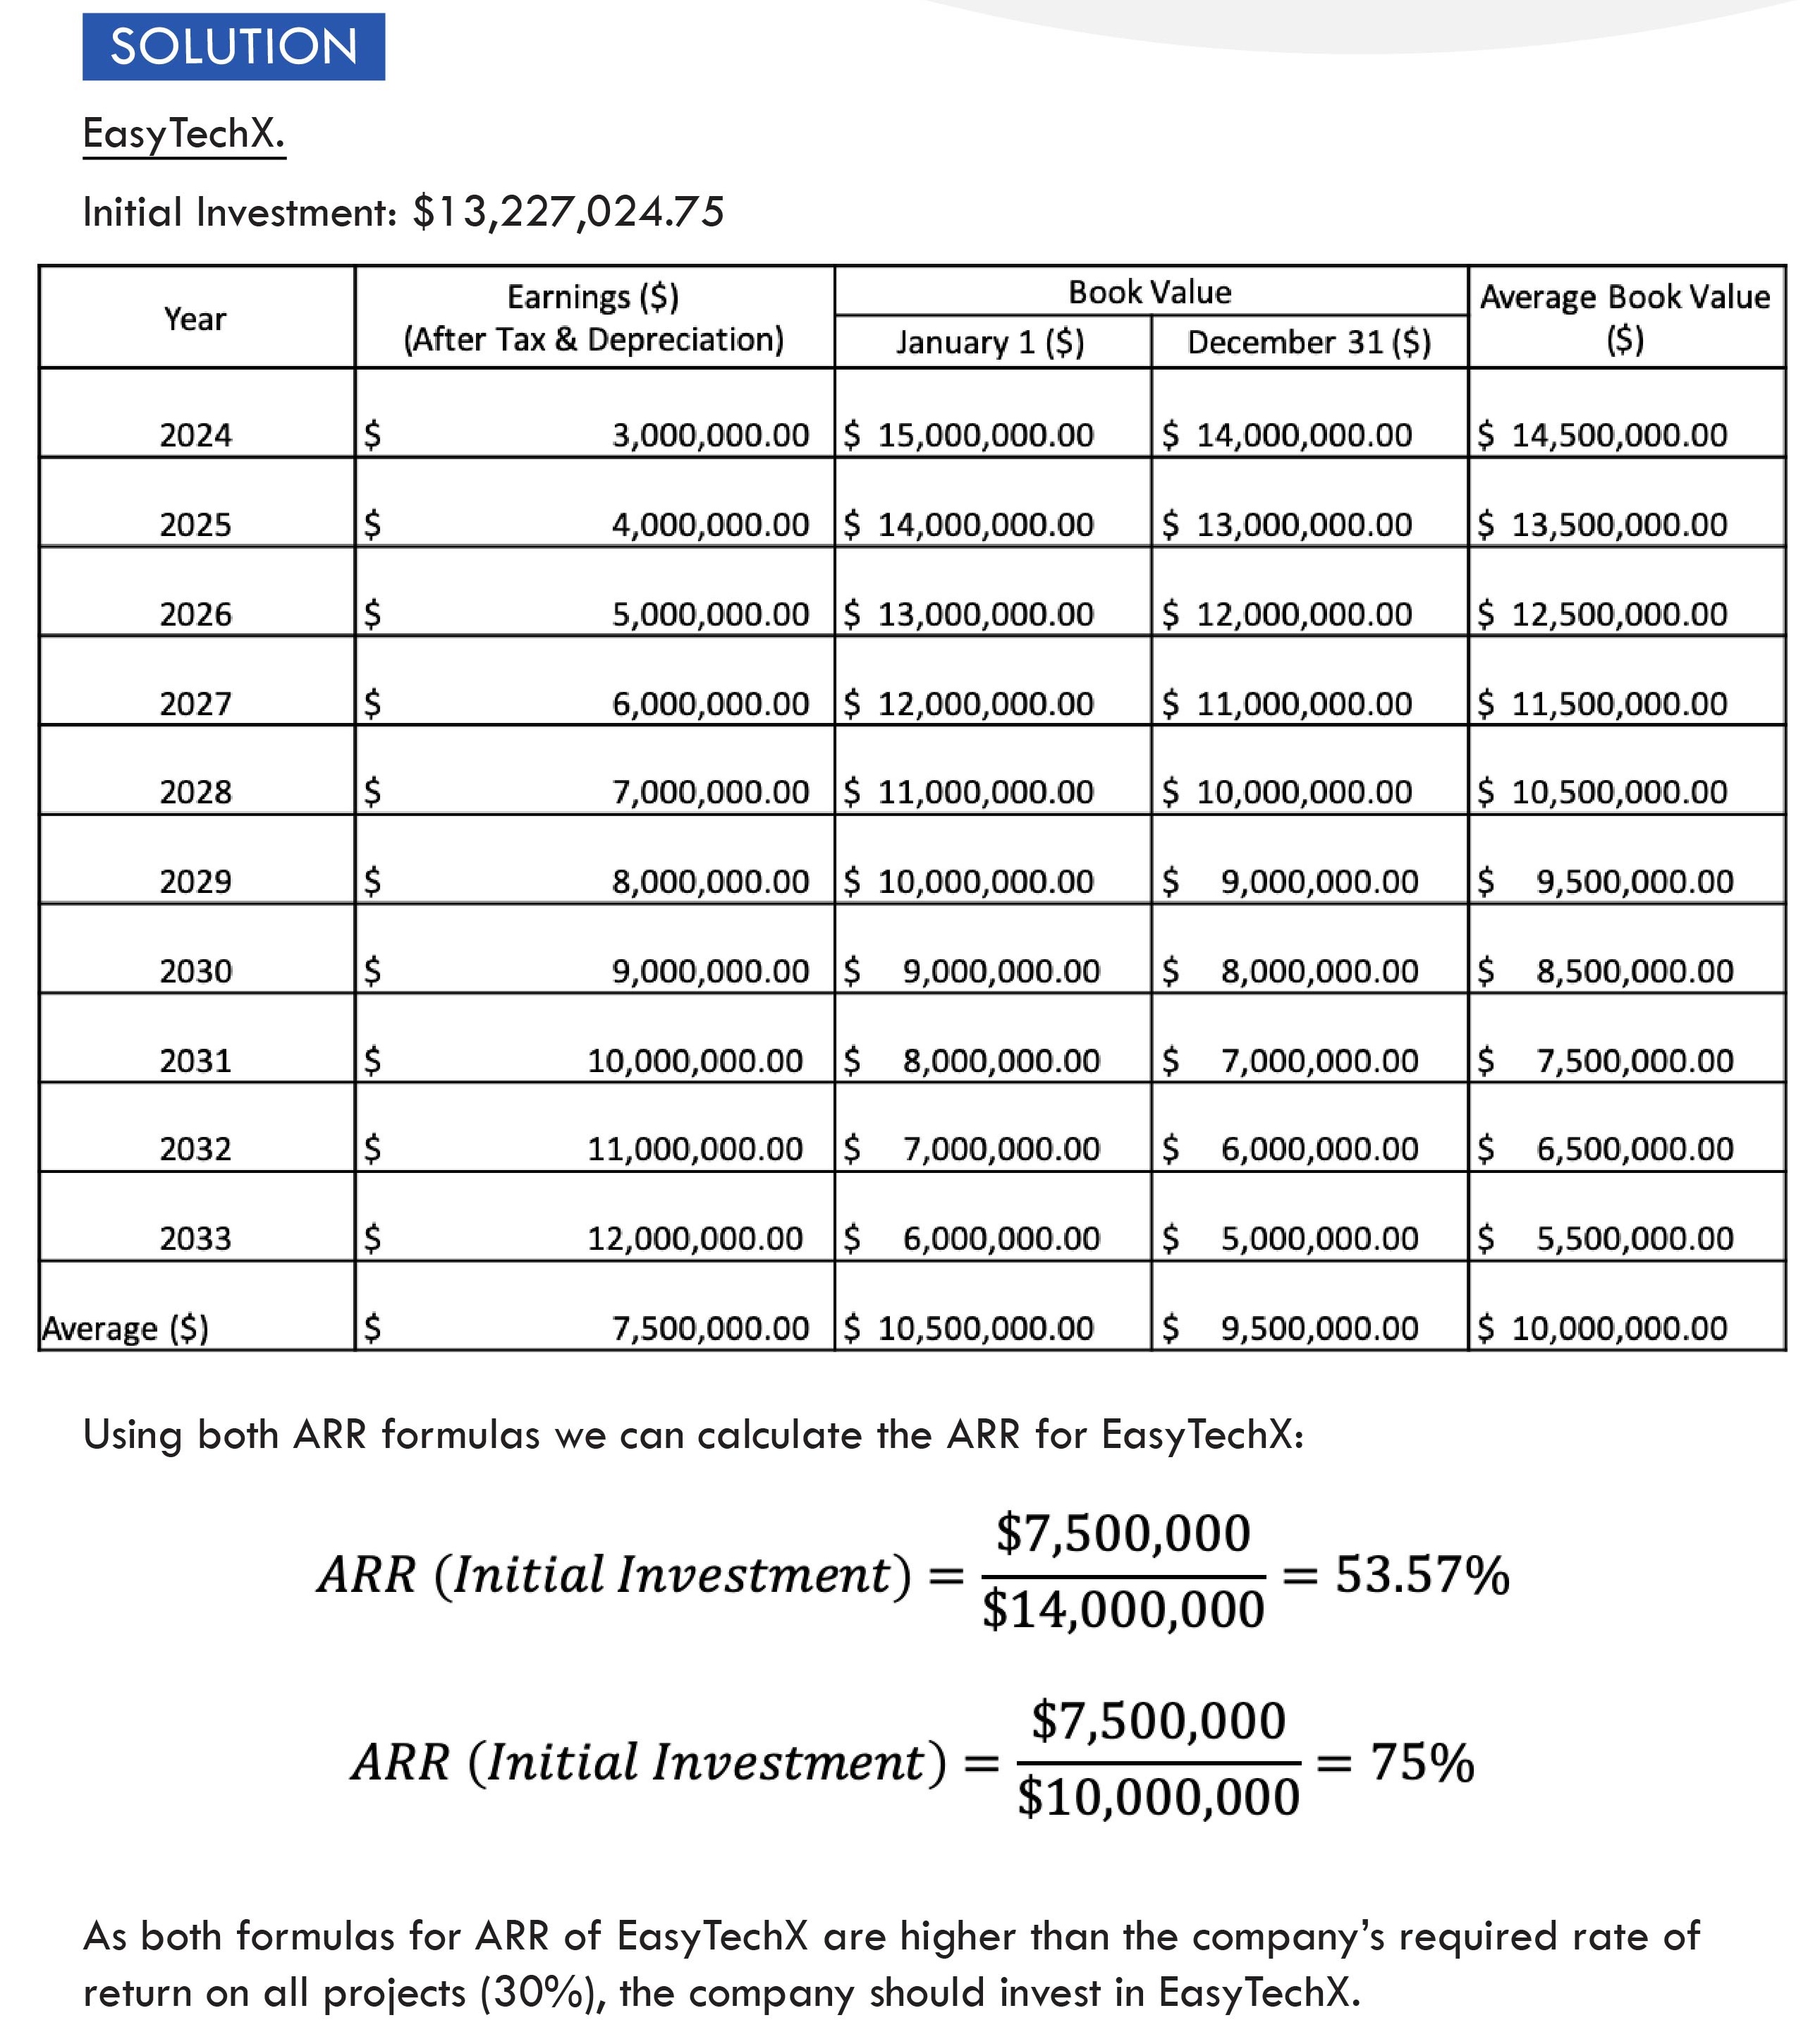 SOLUTION
EasyTechX.
Initial Investment: $13,227,024.75
Year Earnings ($) (After Tax & Depreciation) Book Value Average Book Value ($)
January 1 ($) December 31 ($)
2024 $ 3,000,000.00 $ 15,000,000.00 $ 14,000,000.00 $ 14,500,000.00
2025 $ 4,000,000.00 $ 14,000,000.00 $ 13,000,000.00 $ 13,500,000.00
2026 $ 5,000,000.00 $ 13,000,000.00 $ 12,000,000.00 $ 12,500,000.00
2027 $ 6,000,000.00 $ 12,000,000.00 $ 11,000,000.00 $ 11,500,000.00
2028 $ 7,000,000.00 $ 11,000,000.00 $ 10,000,000.00 $ 10,500,000.00
2029 $ 8,000,000.00 $ 10,000,000.00 $ 9,000,000.00 $ 9,500,000.00
2030 $ 9,000,000.00 $ 9,000,000.00 $ 8,000,000.00 $ 8,500,000.00
2031 $ 10,000,000.00 $ 8,000,000.00 $ 7,000,000.00 $ 7,500,000.00
2032 $ 11,000,000.00 $ 7,000,000.00 $ 6,000,000.00 $ 6,500,000.00
2033 $ 12,000,000.00 $ 6,000,000.00 $ 5,000,000.00 $ 5,500,000.00
Average ($) $ 7,500,000.00 $ 10,500,000.00 $ 9,500,000.00 $ 10,000,000.00
Using both ARR formulas we can calculate the ARR for EasyTechX:
$7,500,000
ARR (Initial Investment) = = 53.57%
$14,000,000
$7,500,000
ARR (Initial Investment) = = 75%
$10,000,000
As both formulas for ARR of EasyTechX are higher than the company’s required rate of
return on all projects (30%), the company should invest in EasyTechX.